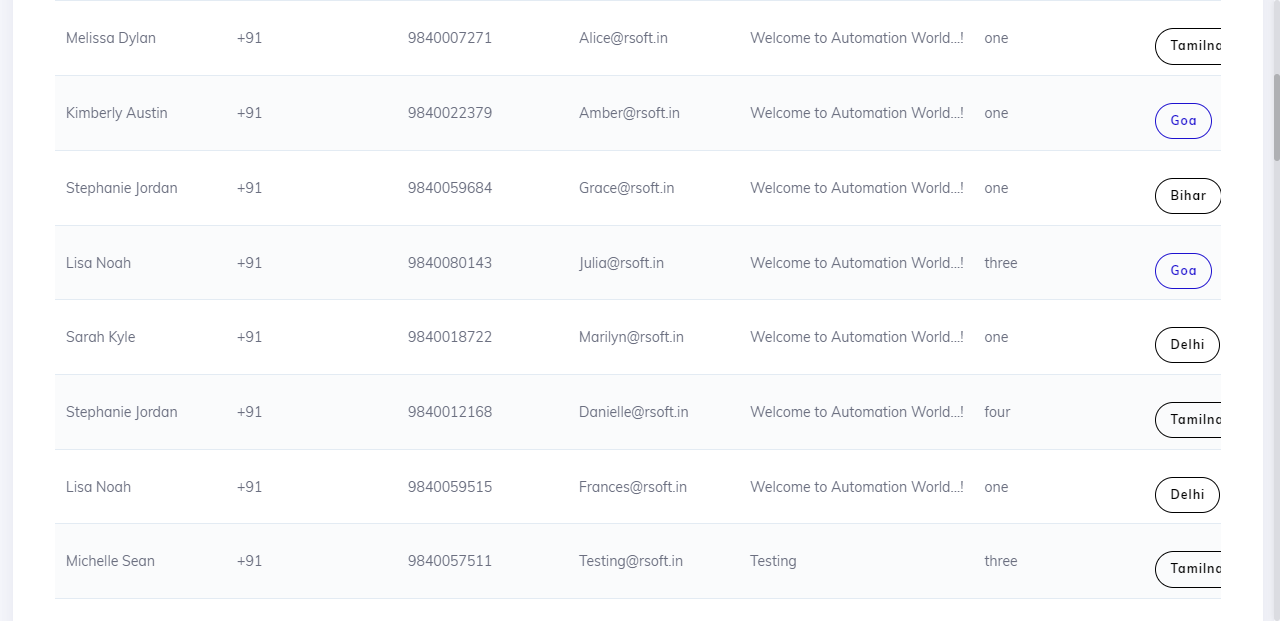 Melissa Dylan +91 9840007271 Alice@rsoft.in Welcome to Automation World...! one Tamilna
Kimberly Austin +91 9840022379 Amber@rsoft.in Welcome to Automation World...! one Goa
Stephanie Jordan +91 9840059684 Grace@rsoft.in Welcome to Automation World...! one Bihar
Lisa Noah +91 9840080143 Julia@rsoft.in Welcome to Automation World...! three Goa
Sarah Kyle +91 9840018722 Marilyn@rsoft.in Welcome to Automation World...! one Delhi
Stephanie Jordan +91 9840012168 Danielle@rsoft.in Welcome to Automation World...! four Tamilna
Lisa Noah +91 9840059515 Frances@rsoft.in Welcome to Automation World...! one Delhi
Michelle Sean +91 9840057511 Testing@rsoft.in Testing three Tamilna